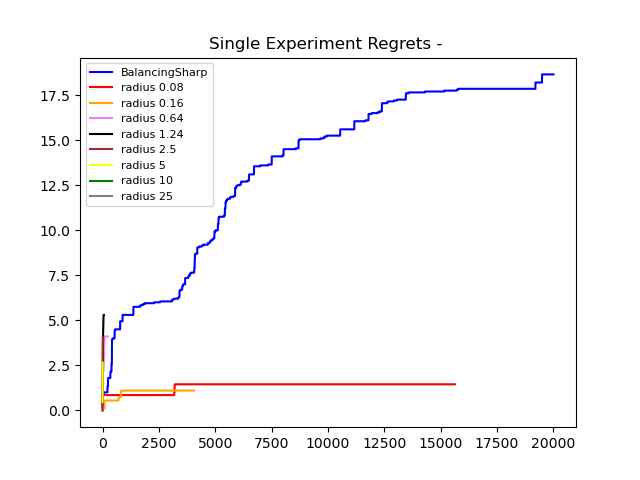 Single Experiment Regrets -
BalancingSharp
radius 0.08
radius 0.16
radius 0.64
radius 1.24
radius 2.5
radius 5
radius 10
radius 25
17.5
15.0
12.5
10.0
7.5
5.0
2.5
0.0
0 2500 5000 7500 10000 12500 15000 17500 20000